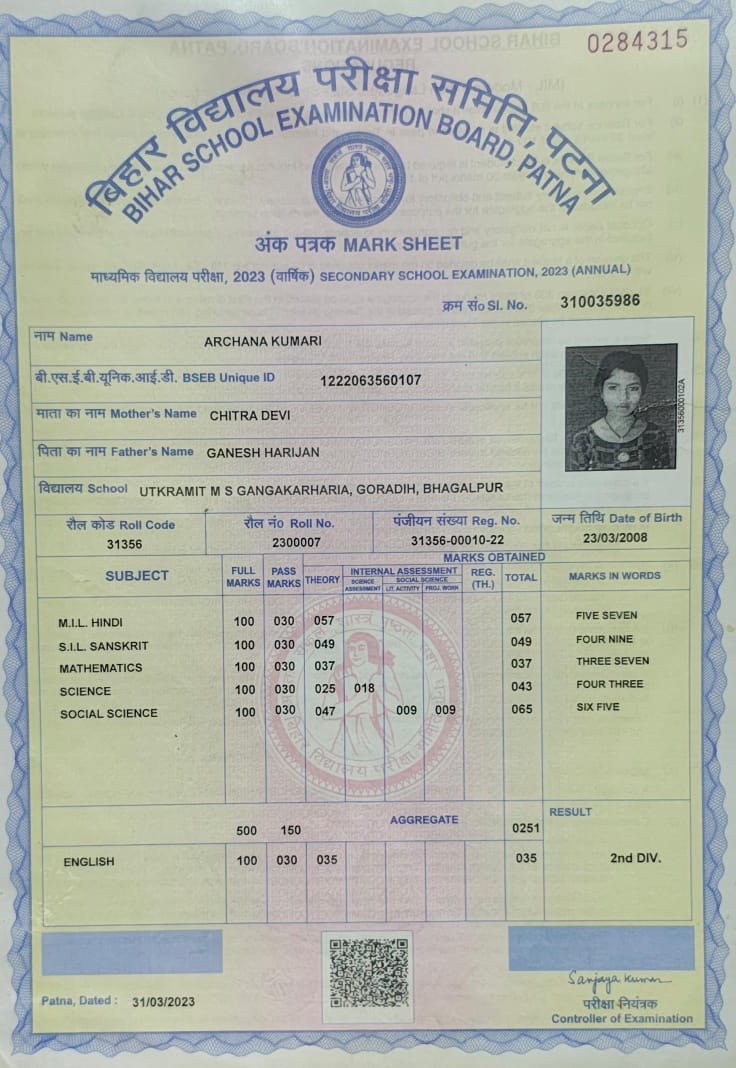 0284315
बिहार विद्यालय परीक्षा समिति, पटना
BIHAR SCHOOL EXAMINATION BOARD, PATNA
अंक पत्रक MARK SHEET
माध्यमिक विद्यालय परीक्षा, 2023 (वार्षिक) SECONDARY SCHOOL EXAMINATION, 2023 (ANNUAL)
क्रम सं० Sl. No. 310035986
नाम Name ARCHANA KUMARI
बी.एस.ई.बी.यूनिक.आई.डी. BSEB Unique ID 1222063560107
माता का नाम Mother's Name CHITRA DEVI
पिता का नाम Father's Name GANESH HARIJAN
31356000102A
विद्यालय School UTKRAMIT M S GANGAKARHARIA, GORADIH, BHAGALPUR
रौल कोड Roll Code रौल नं० Roll No. पंजीयन संख्या Reg. No. जन्म तिथि Date of Birth
31356 2300007 31356-00010-22 23/03/2008
MARKS OBTAINED
SUBJECT FULL MARKS PASS MARKS THEORY INTERNAL ASSESSMENT REG. (TH.) TOTAL MARKS IN WORDS
SCIENCE ASSESSMENT SOCIAL SCIENCE LIT. ACTIVITY PROJ. WORK
M.I.L. HINDI 100 030 057 057 FIVE SEVEN
S.I.L. SANSKRIT 100 030 049 049 FOUR NINE
MATHEMATICS 100 030 037 037 THREE SEVEN
SCIENCE 100 030 025 018 043 FOUR THREE
SOCIAL SCIENCE 100 030 047 009 009 065 SIX FIVE
500 150 AGGREGATE 0251 RESULT
ENGLISH 100 030 035 035 2nd DIV.
Patna, Dated : 31/03/2023
Sanjaya Kumar
परीक्षा नियंत्रक
Controller of Examination